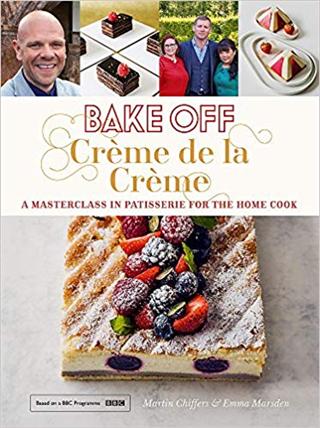 BAKE OFF
Crème de la
Crème
A MASTERCLASS IN PATISSERIE FOR THE HOME COOK
Based on a BBC Programme BBC
Martin Chiffers & Emma Marsden